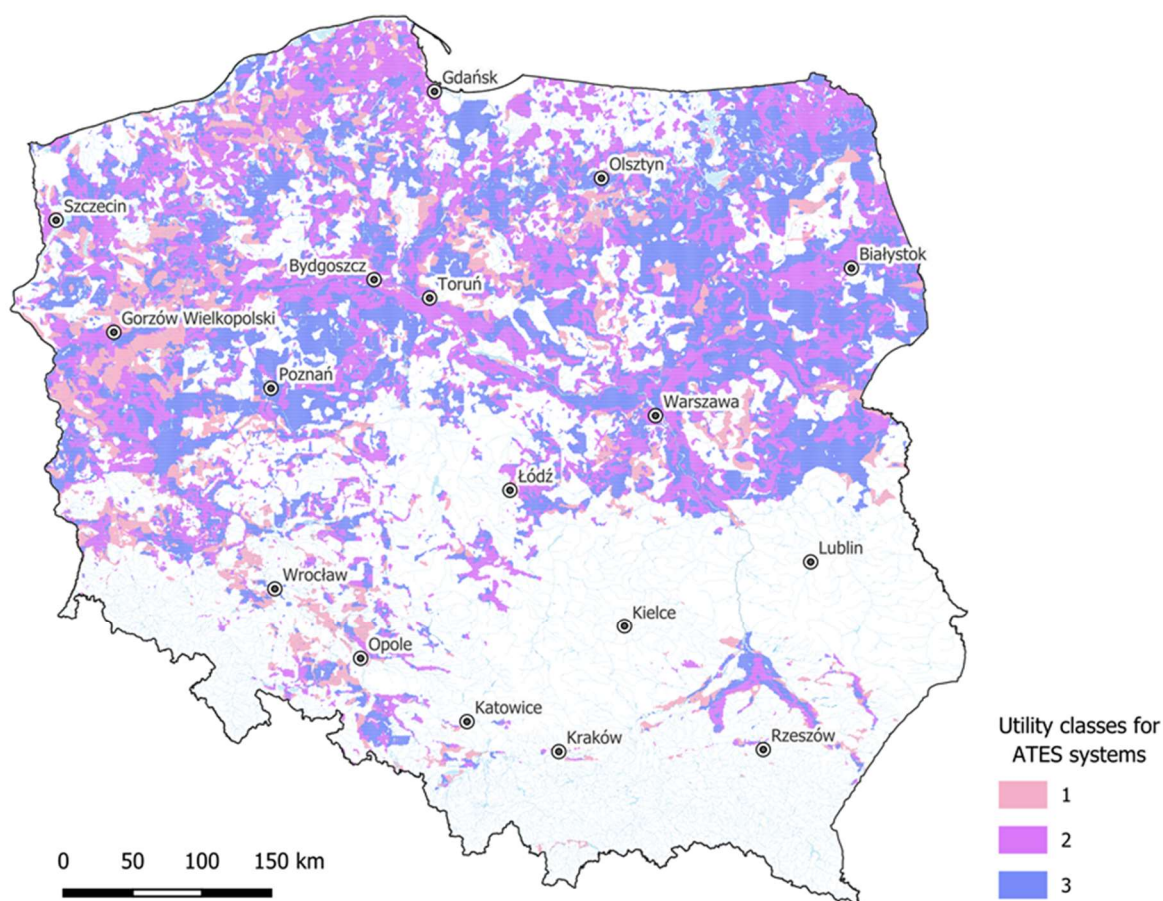 Gdańsk
Olsztyn
Szczecin
Białystok
Bydgoszcz
Toruń
Gorzów Wielkopolski
Poznań
Warszawa
Łódź
Lublin
Wrocław
Kielce
Opole
Katowice
Kraków
Rzeszów
Utility classes for
ATES systems
1
2
3
0 50 100 150 km